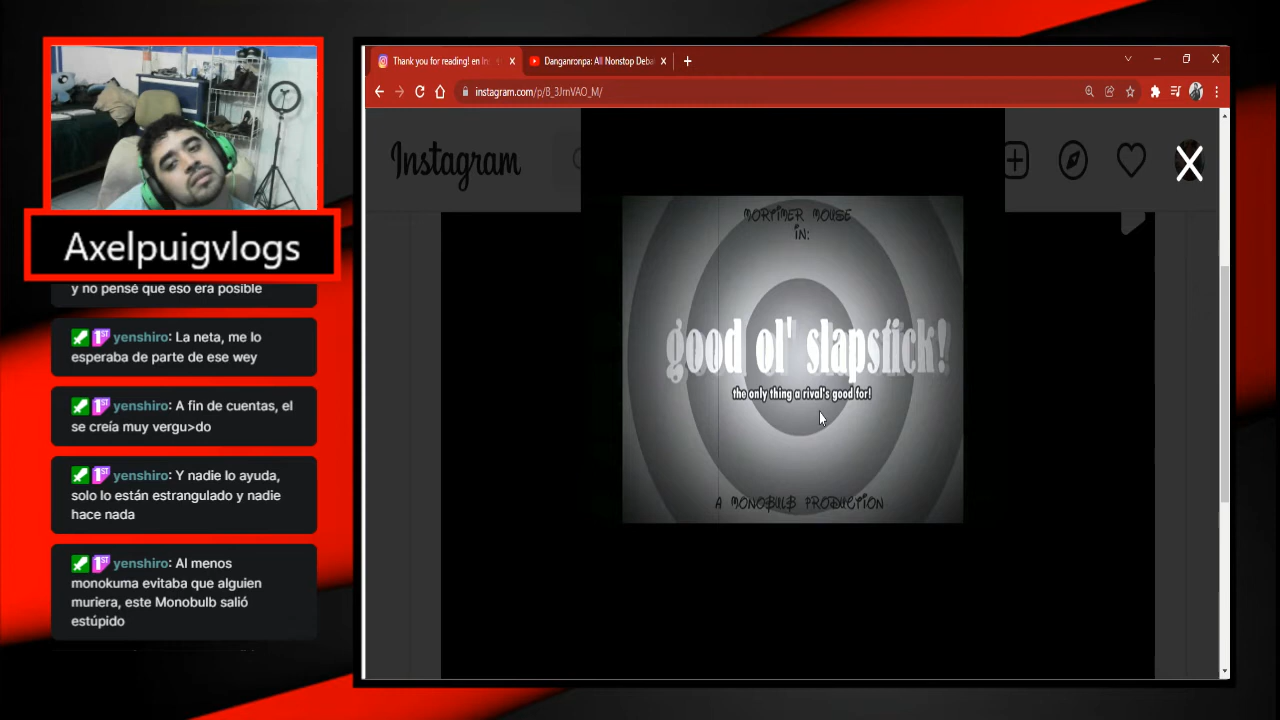 Axelpuigvlogs
y no pensé que eso era posible
yenshiro: La neta, me lo
esperaba de parte de ese wey
yenshiro: A fin de cuentas, el
se creía muy vergu>do
yenshiro: Y nadie lo ayuda,
solo lo están estrangulado y nadie
hace nada
yenshiro: Al menos
monokuma evitaba que alguien
muriera, este Monobulb salió
estúpido
Thank you for reading! en In
Danganronpa: All Nonstop Deba
instagram.com/p/B_3JrnVAO_M/
Instagram
X
MORTIMER MOUSE
IN:
good ol' slapstick!
the only thing a rival's good for!
A MONOBULB PRODUCTION